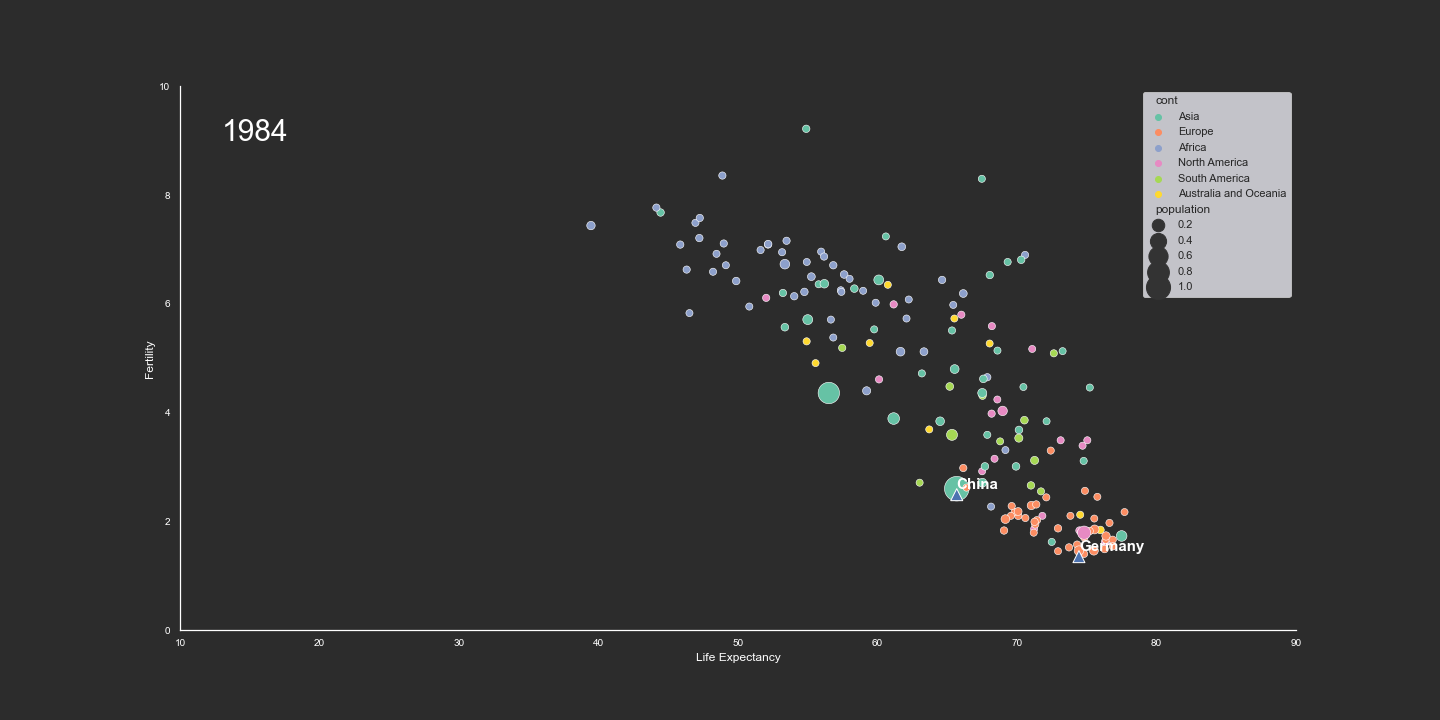 1984
cont
Asia
Europe
Africa
North America
South America
Australia and Oceania
population
0.2
0.4
0.6
0.8
1.0
Fertility
10
8
6
4
2
0
China
Germany
10 20 30 40 50 60 70 80 90
Life Expectancy